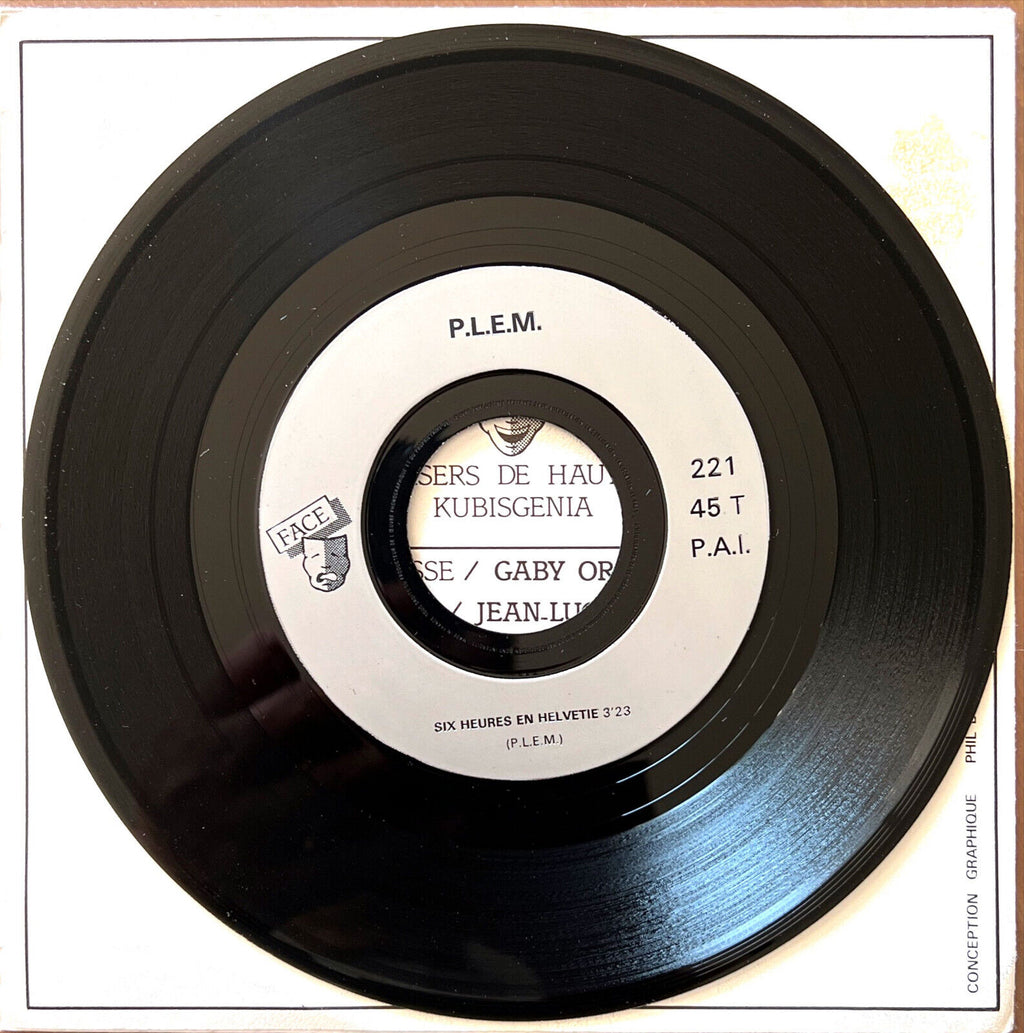 P.L.E.M.
FACE
221
45 T
P.A.I.
SERS DE HAU
KUBISGENIA
SSE / GABY OR
/ JEAN-LUC
SIX HEURES EN HELVETIE 3'23
(P.L.E.M.)
CONCEPTION GRAPHIQUE PHIL